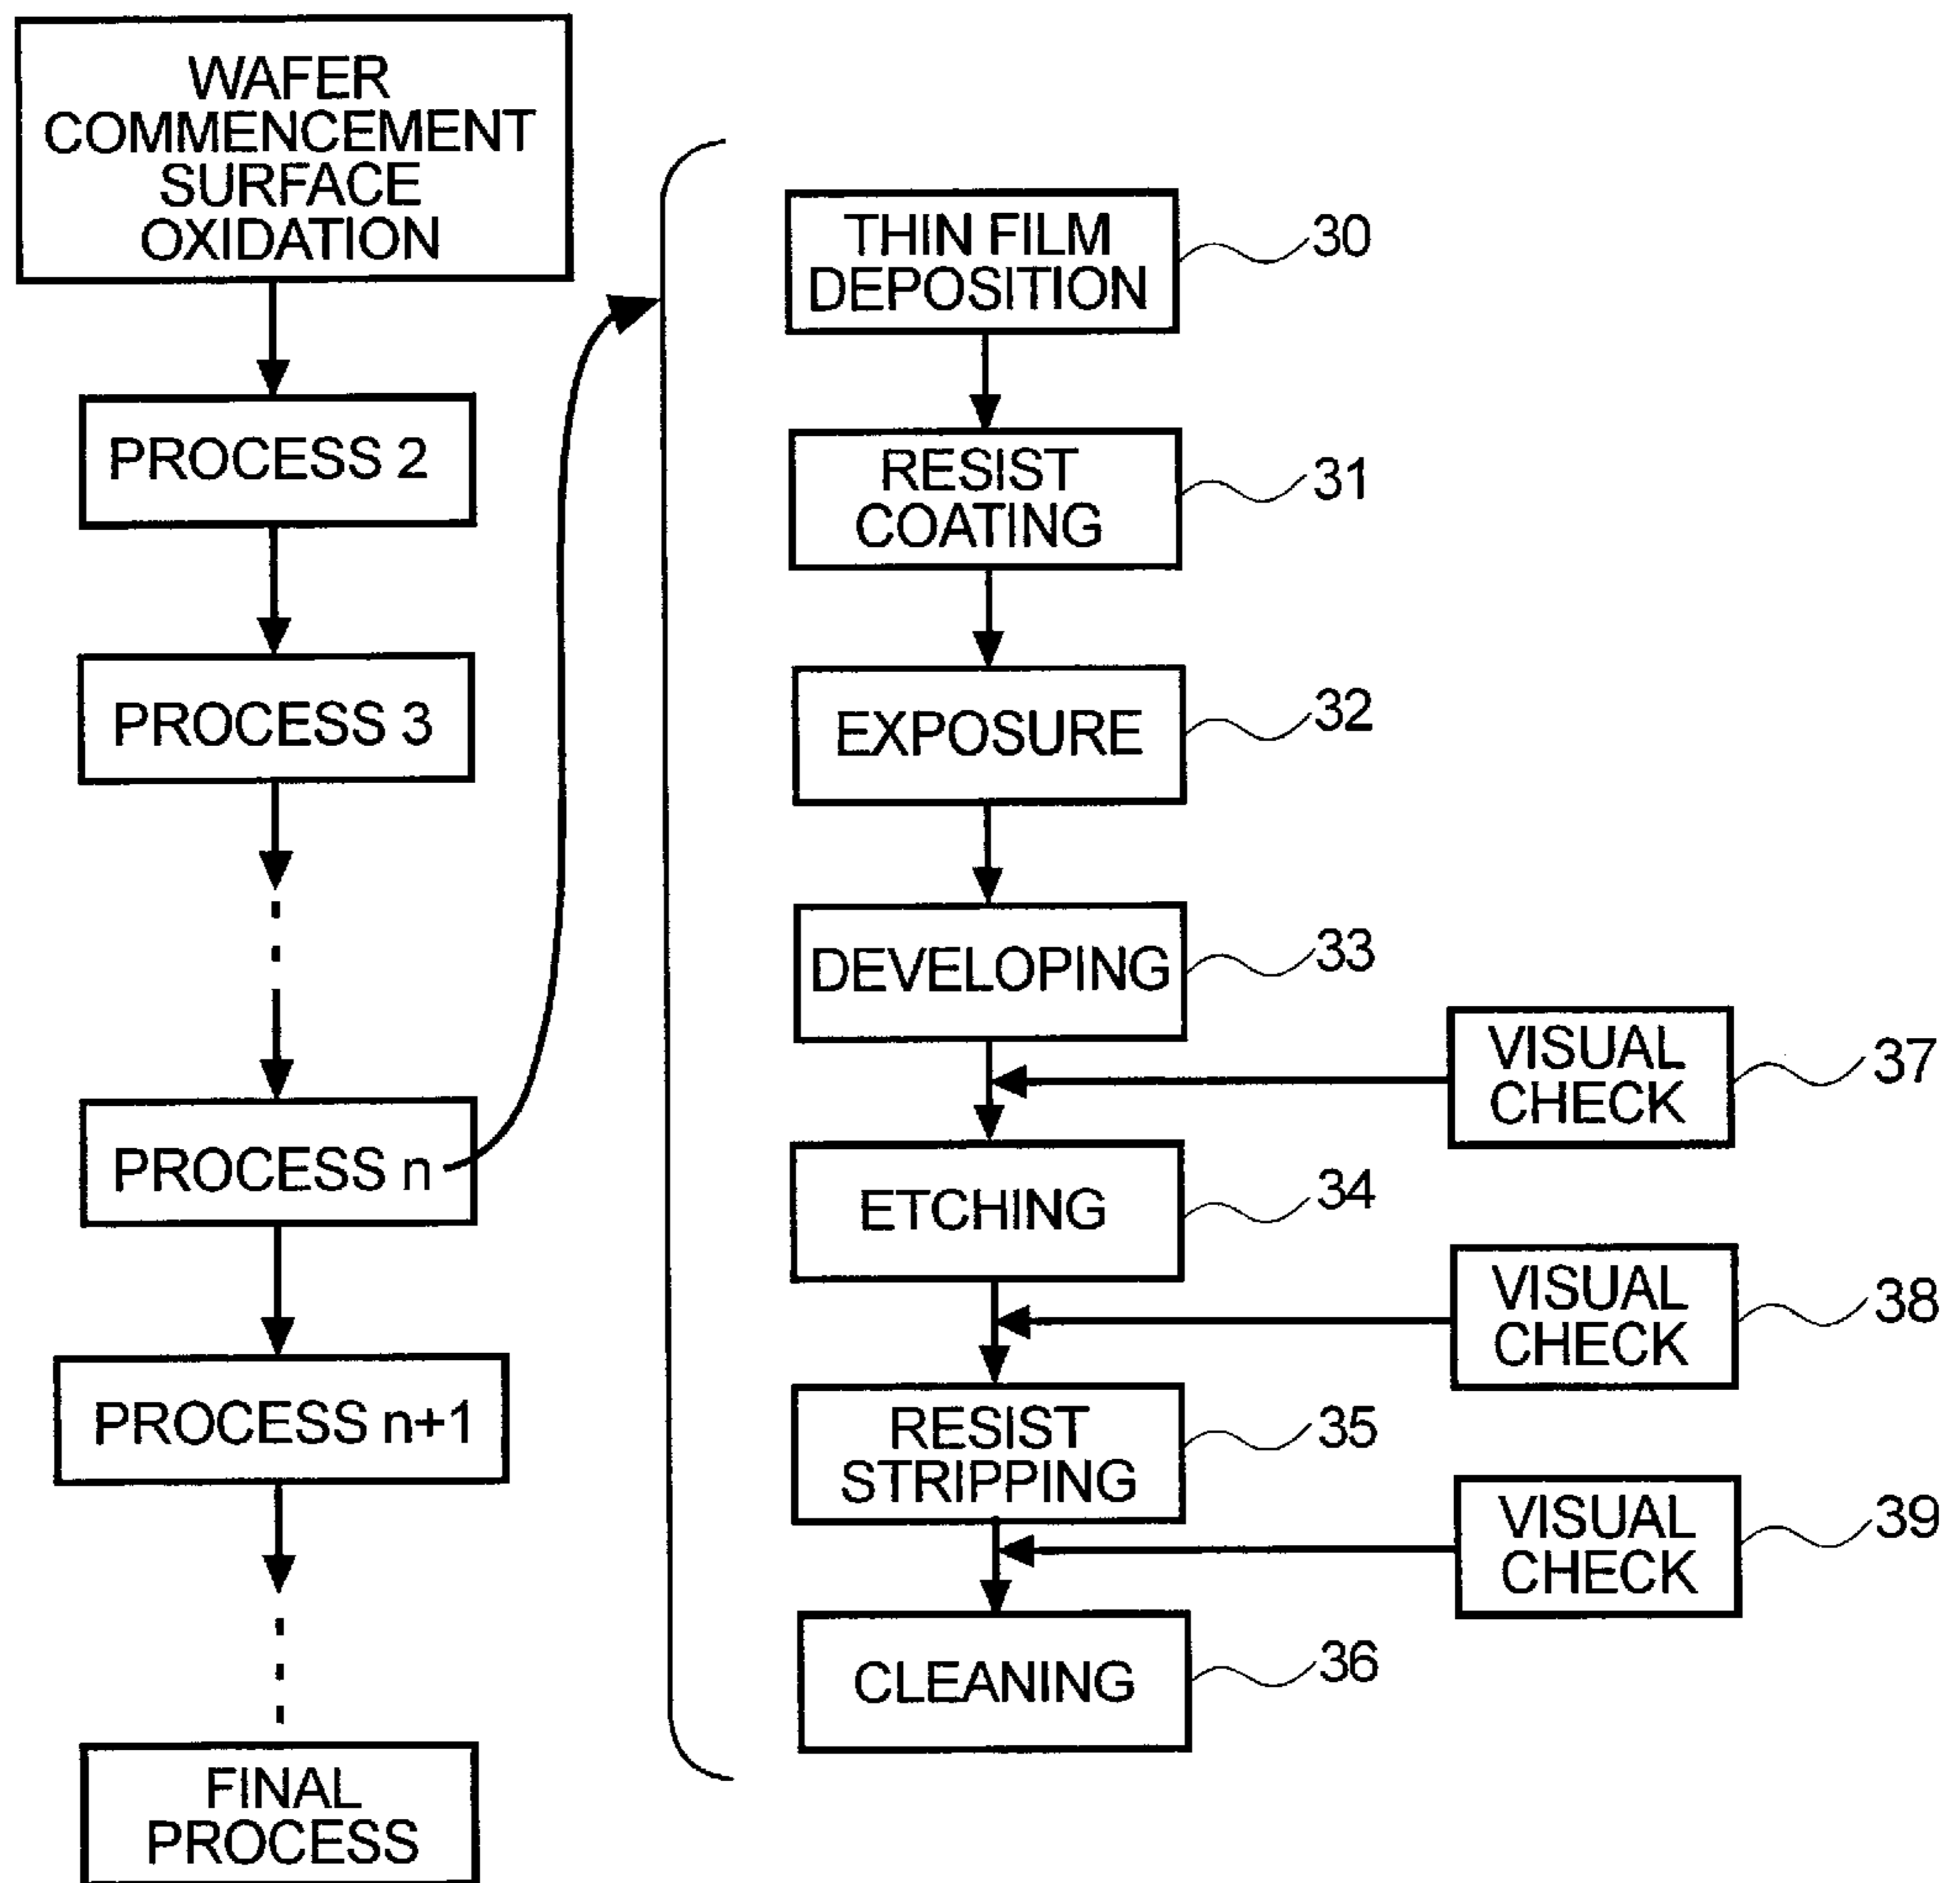 WAFER
COMMENCEMENT
SURFACE
OXIDATION
PROCESS 2
PROCESS 3
PROCESS n
PROCESS n+1
FINAL
PROCESS
THIN FILM
DEPOSITION
30
RESIST
COATING
31
EXPOSURE
32
DEVELOPING
33
VISUAL
CHECK
37
ETCHING
34
VISUAL
CHECK
38
RESIST
STRIPPING
35
VISUAL
CHECK
39
CLEANING
36